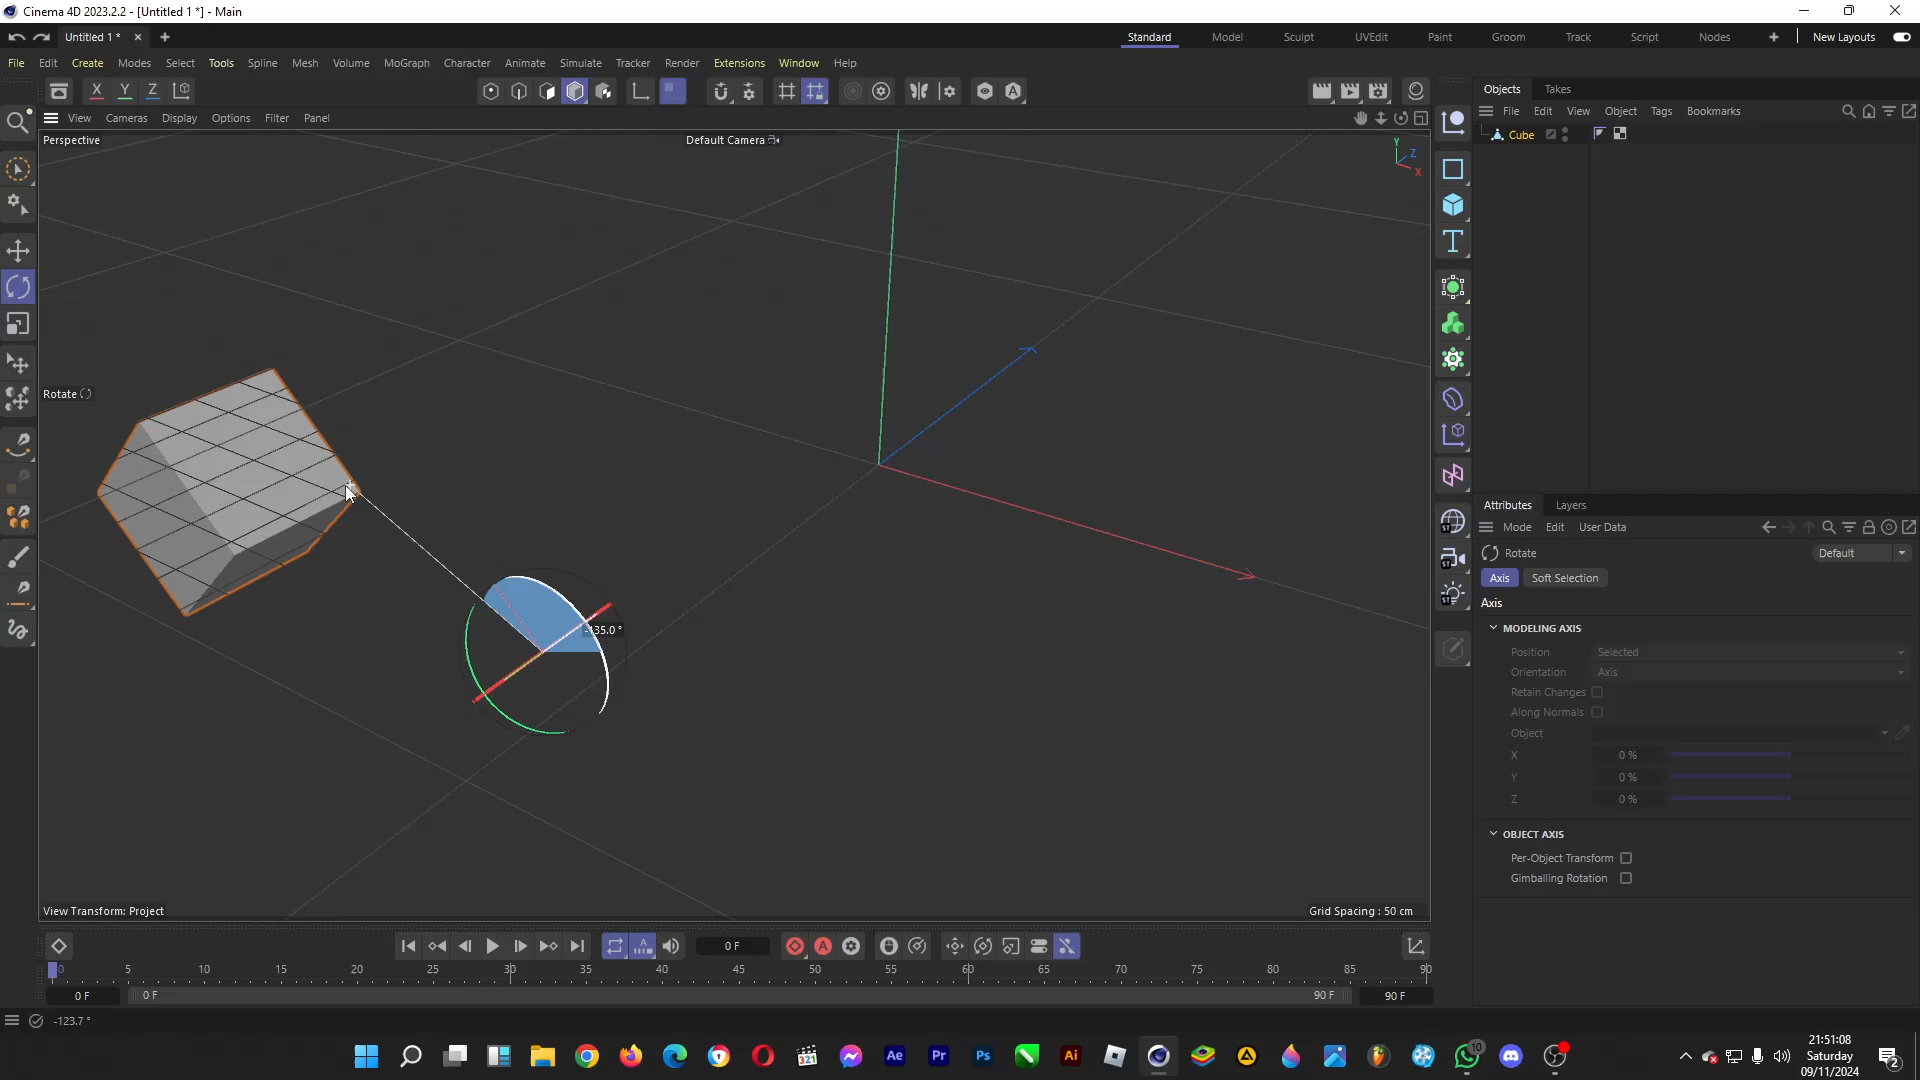 Cinema 4D 2023.2.2 - [Untitled 1 *] - Main
Untitled 1 *
Standard
Model
Sculpt
UVEdit
Paint
Groom
Track
Script
Nodes
New Layouts
File Edit Create Modes Select Tools Spline Mesh Volume MoGraph Character Animate Simulate Tracker Render Extensions Window Help
X Y Z
Objects Takes
File Edit View Object Tags Bookmarks
Cube
View Cameras Display Options Filter Panel
Perspective
Default Camera
Y
Z
X
Rotate
-135.0 °
View Transform: Project
Grid Spacing : 50 cm
Attributes Layers
Mode Edit User Data
Rotate
Default
Axis
Soft Selection
Axis
MODELING AXIS
Position Selected
Orientation Axis
Retain Changes
Along Normals
Object
X 0 %
Y 0 %
Z 0 %
OBJECT AXIS
Per-Object Transform
Gimballing Rotation
0 F
0 5 10 15 20 25 30 35 40 45 50 55 60 65 70 75 80 85 90
0 F
0 F
90 F
90 F
-123.7 °
321
Ae
Pr
Ps
Ai
10
21:51:08
Saturday
09/11/2024
2